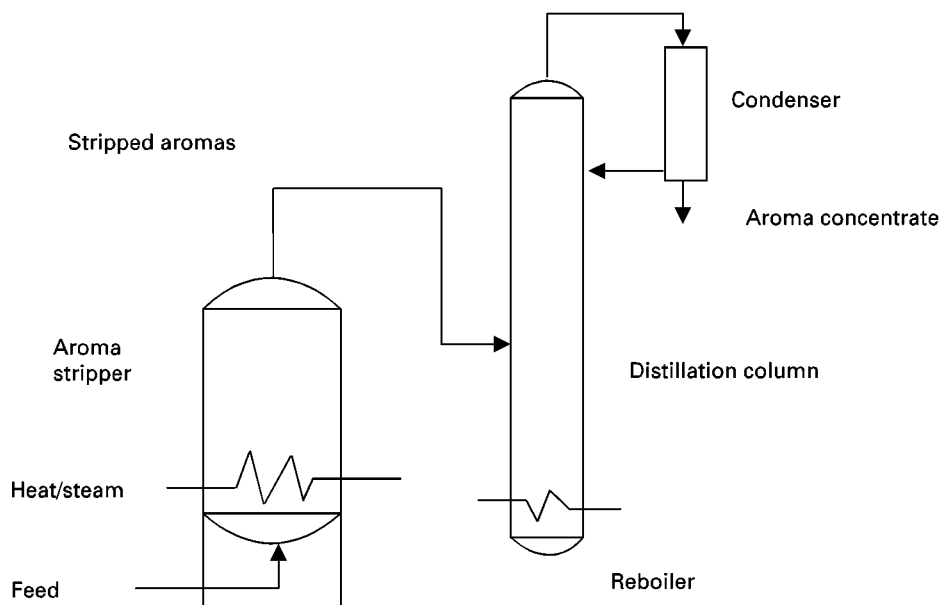 Condenser
Stripped aromas
Aroma concentrate
Aroma
stripper
Distillation column
Heat/steam
Reboiler
Feed